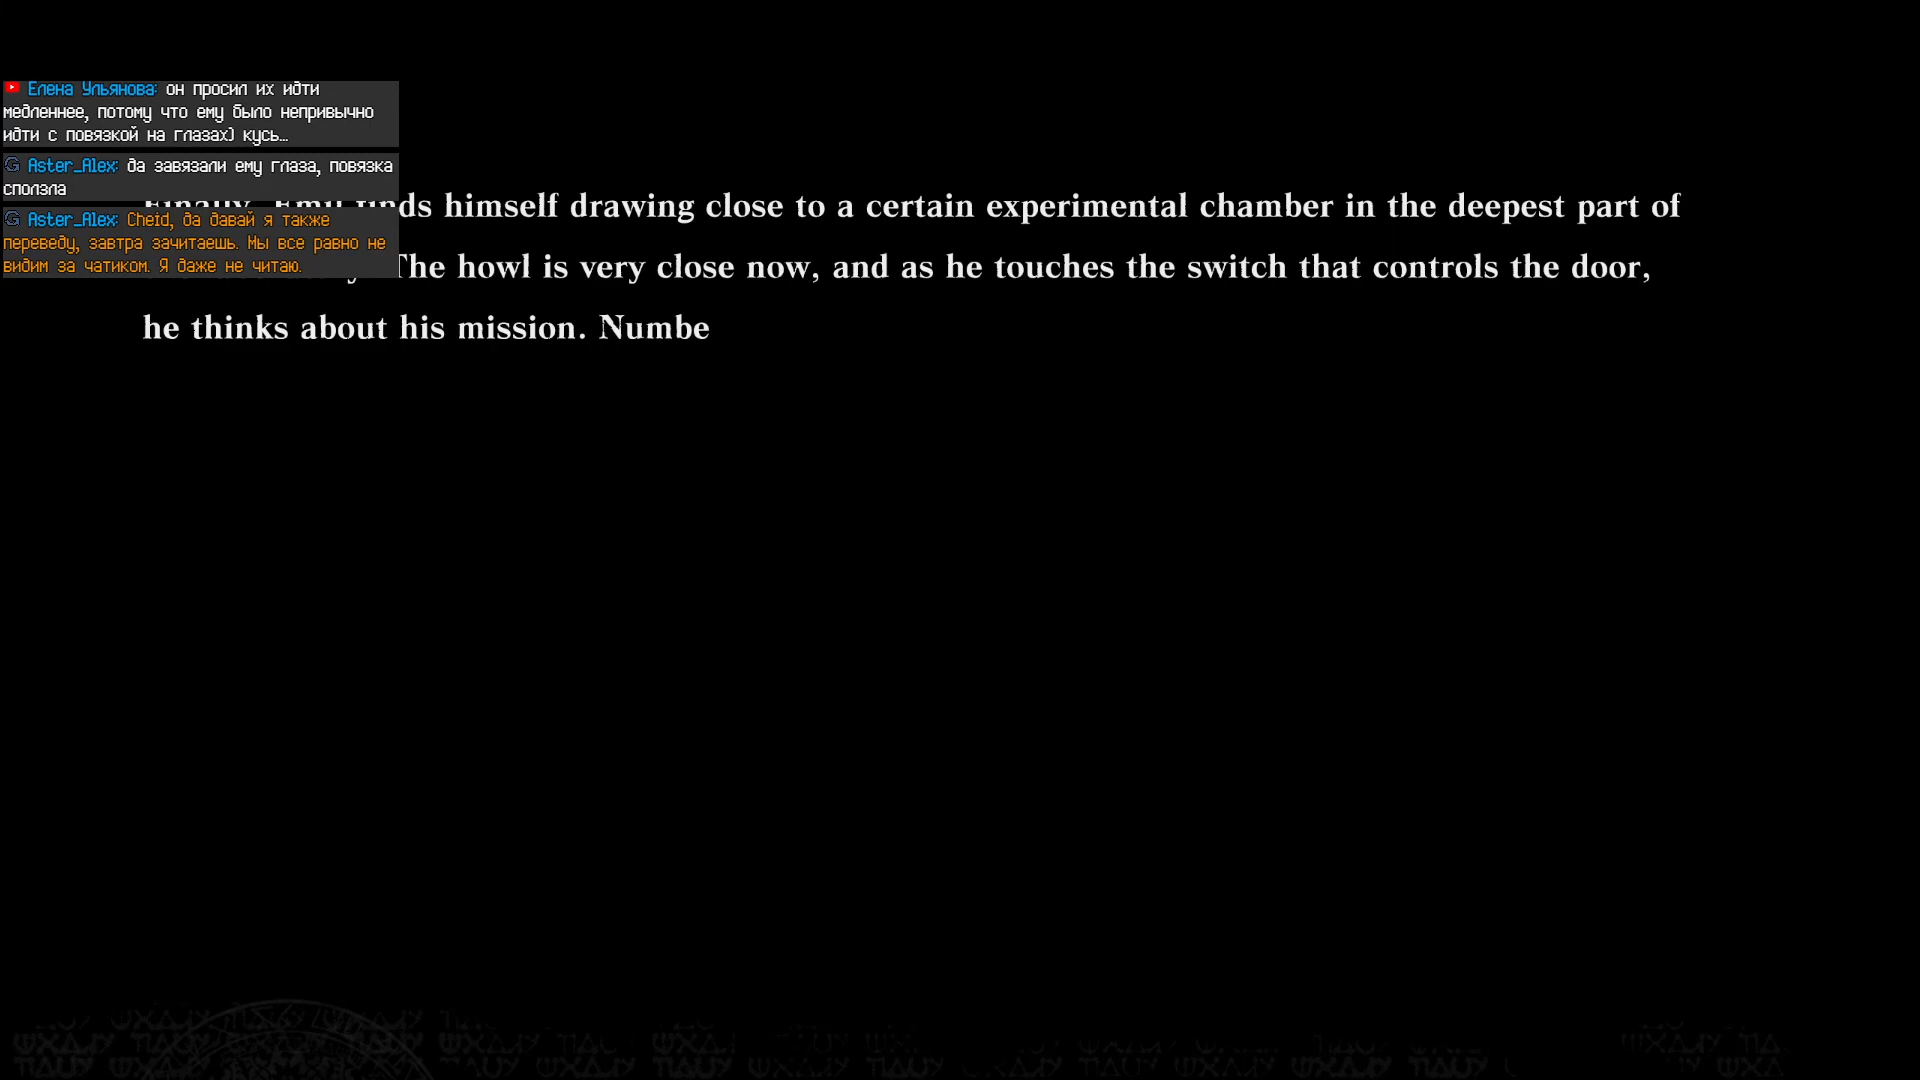 Елена Ульянова: он просил их идти
медленнее, потому что ему было непривычно
идти с повязкой на глазах) кусь...
Aster_Alex: да завязали ему глаза, повязка
сползла
Aster_Alex: Cheid, да давай я также
переведу, завтра зачитаешь. Мы все равно не
видим за чатиком. Я даже не читаю.
Finally, Emil finds himself drawing close to a certain experimental chamber in the deepest part of
The howl is very close now, and as he touches the switch that controls the door,
he thinks about his mission. Numbe